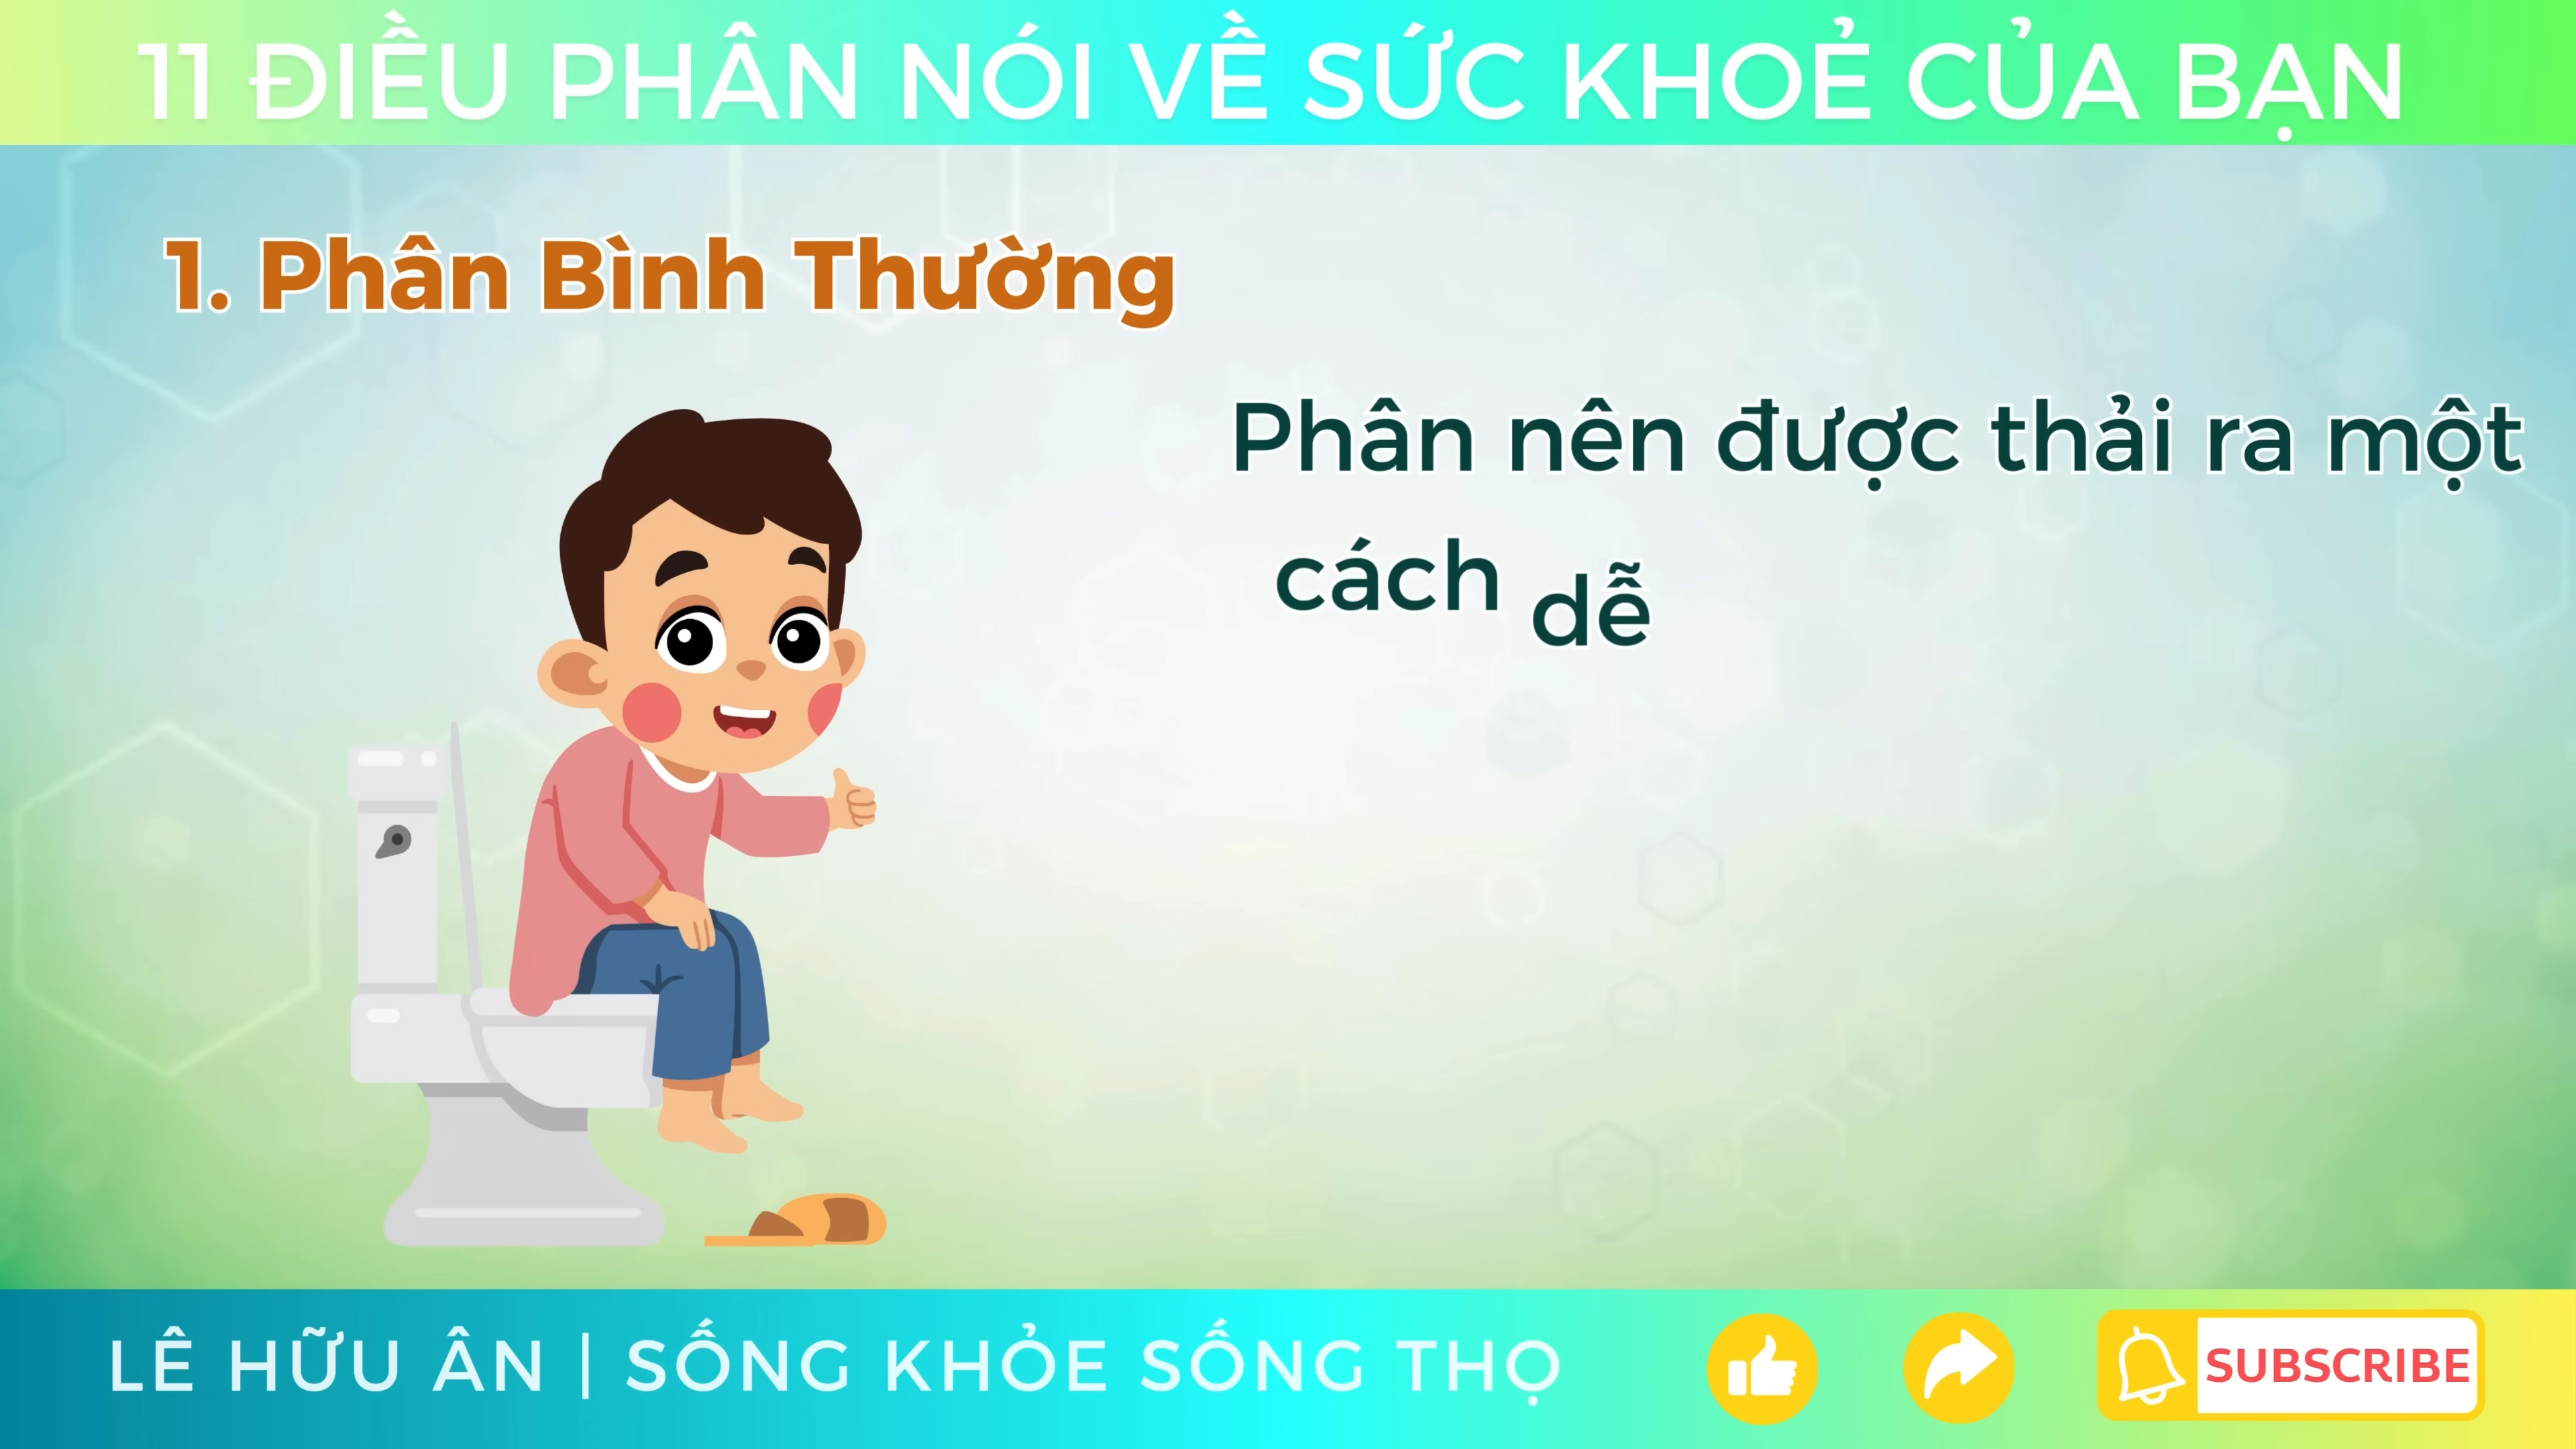 11 ĐIỀU PHÂN NÓI VỀ SỨC KHOẺ CỦA BẠN
1. Phân Bình Thường
Phân nên được thải ra một
cách dễ
LÊ HỮU ÂN | SỐNG KHỎE SỐNG THỌ
SUBSCRIBE